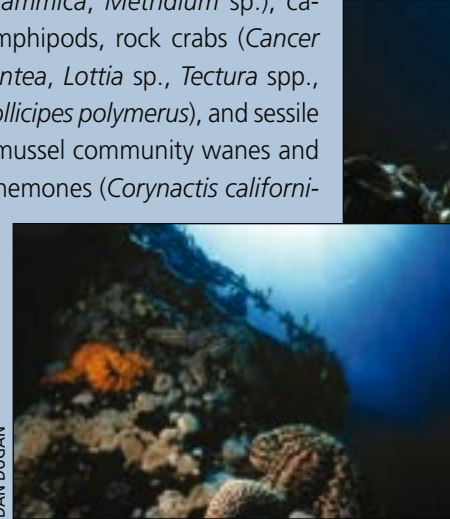 Metridium sp.), ca-
mphipods, rock crabs (Cancer
ntea, Lottia sp., Tectura spp.,
ollicipes polymerus), and sessile
mussel community wanes and
nemones (Corynactis californi-
DAN DUGAN